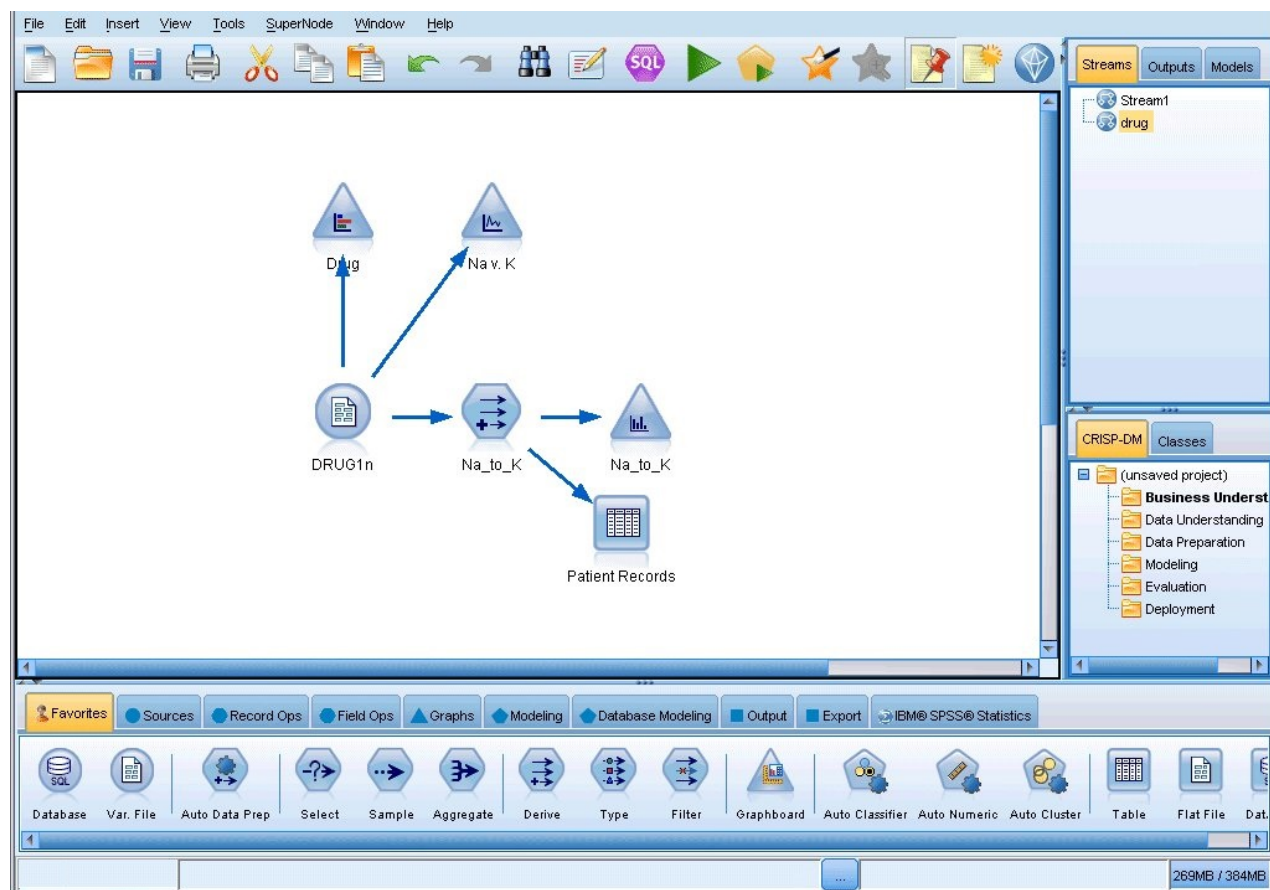 File Edit Insert View Tools SuperNode Window Help
SQL
Streams Outputs Models
Stream1
drug
Drug
Na v. K
DRUG1n
Na_to_K
Na_to_K
Patient Records
CRISP-DM Classes
(unsaved project)
Business Underst
Data Understanding
Data Preparation
Modeling
Evaluation
Deployment
Favorites Sources Record Ops Field Ops Graphs Modeling Database Modeling Output Export IBM® SPSS® Statistics
SQL
Database Var. File Auto Data Prep Select Sample Aggregate Derive Type Filter Graphboard Auto Classifier Auto Numeric Auto Cluster Table Flat File Dat
...
269MB / 384MB